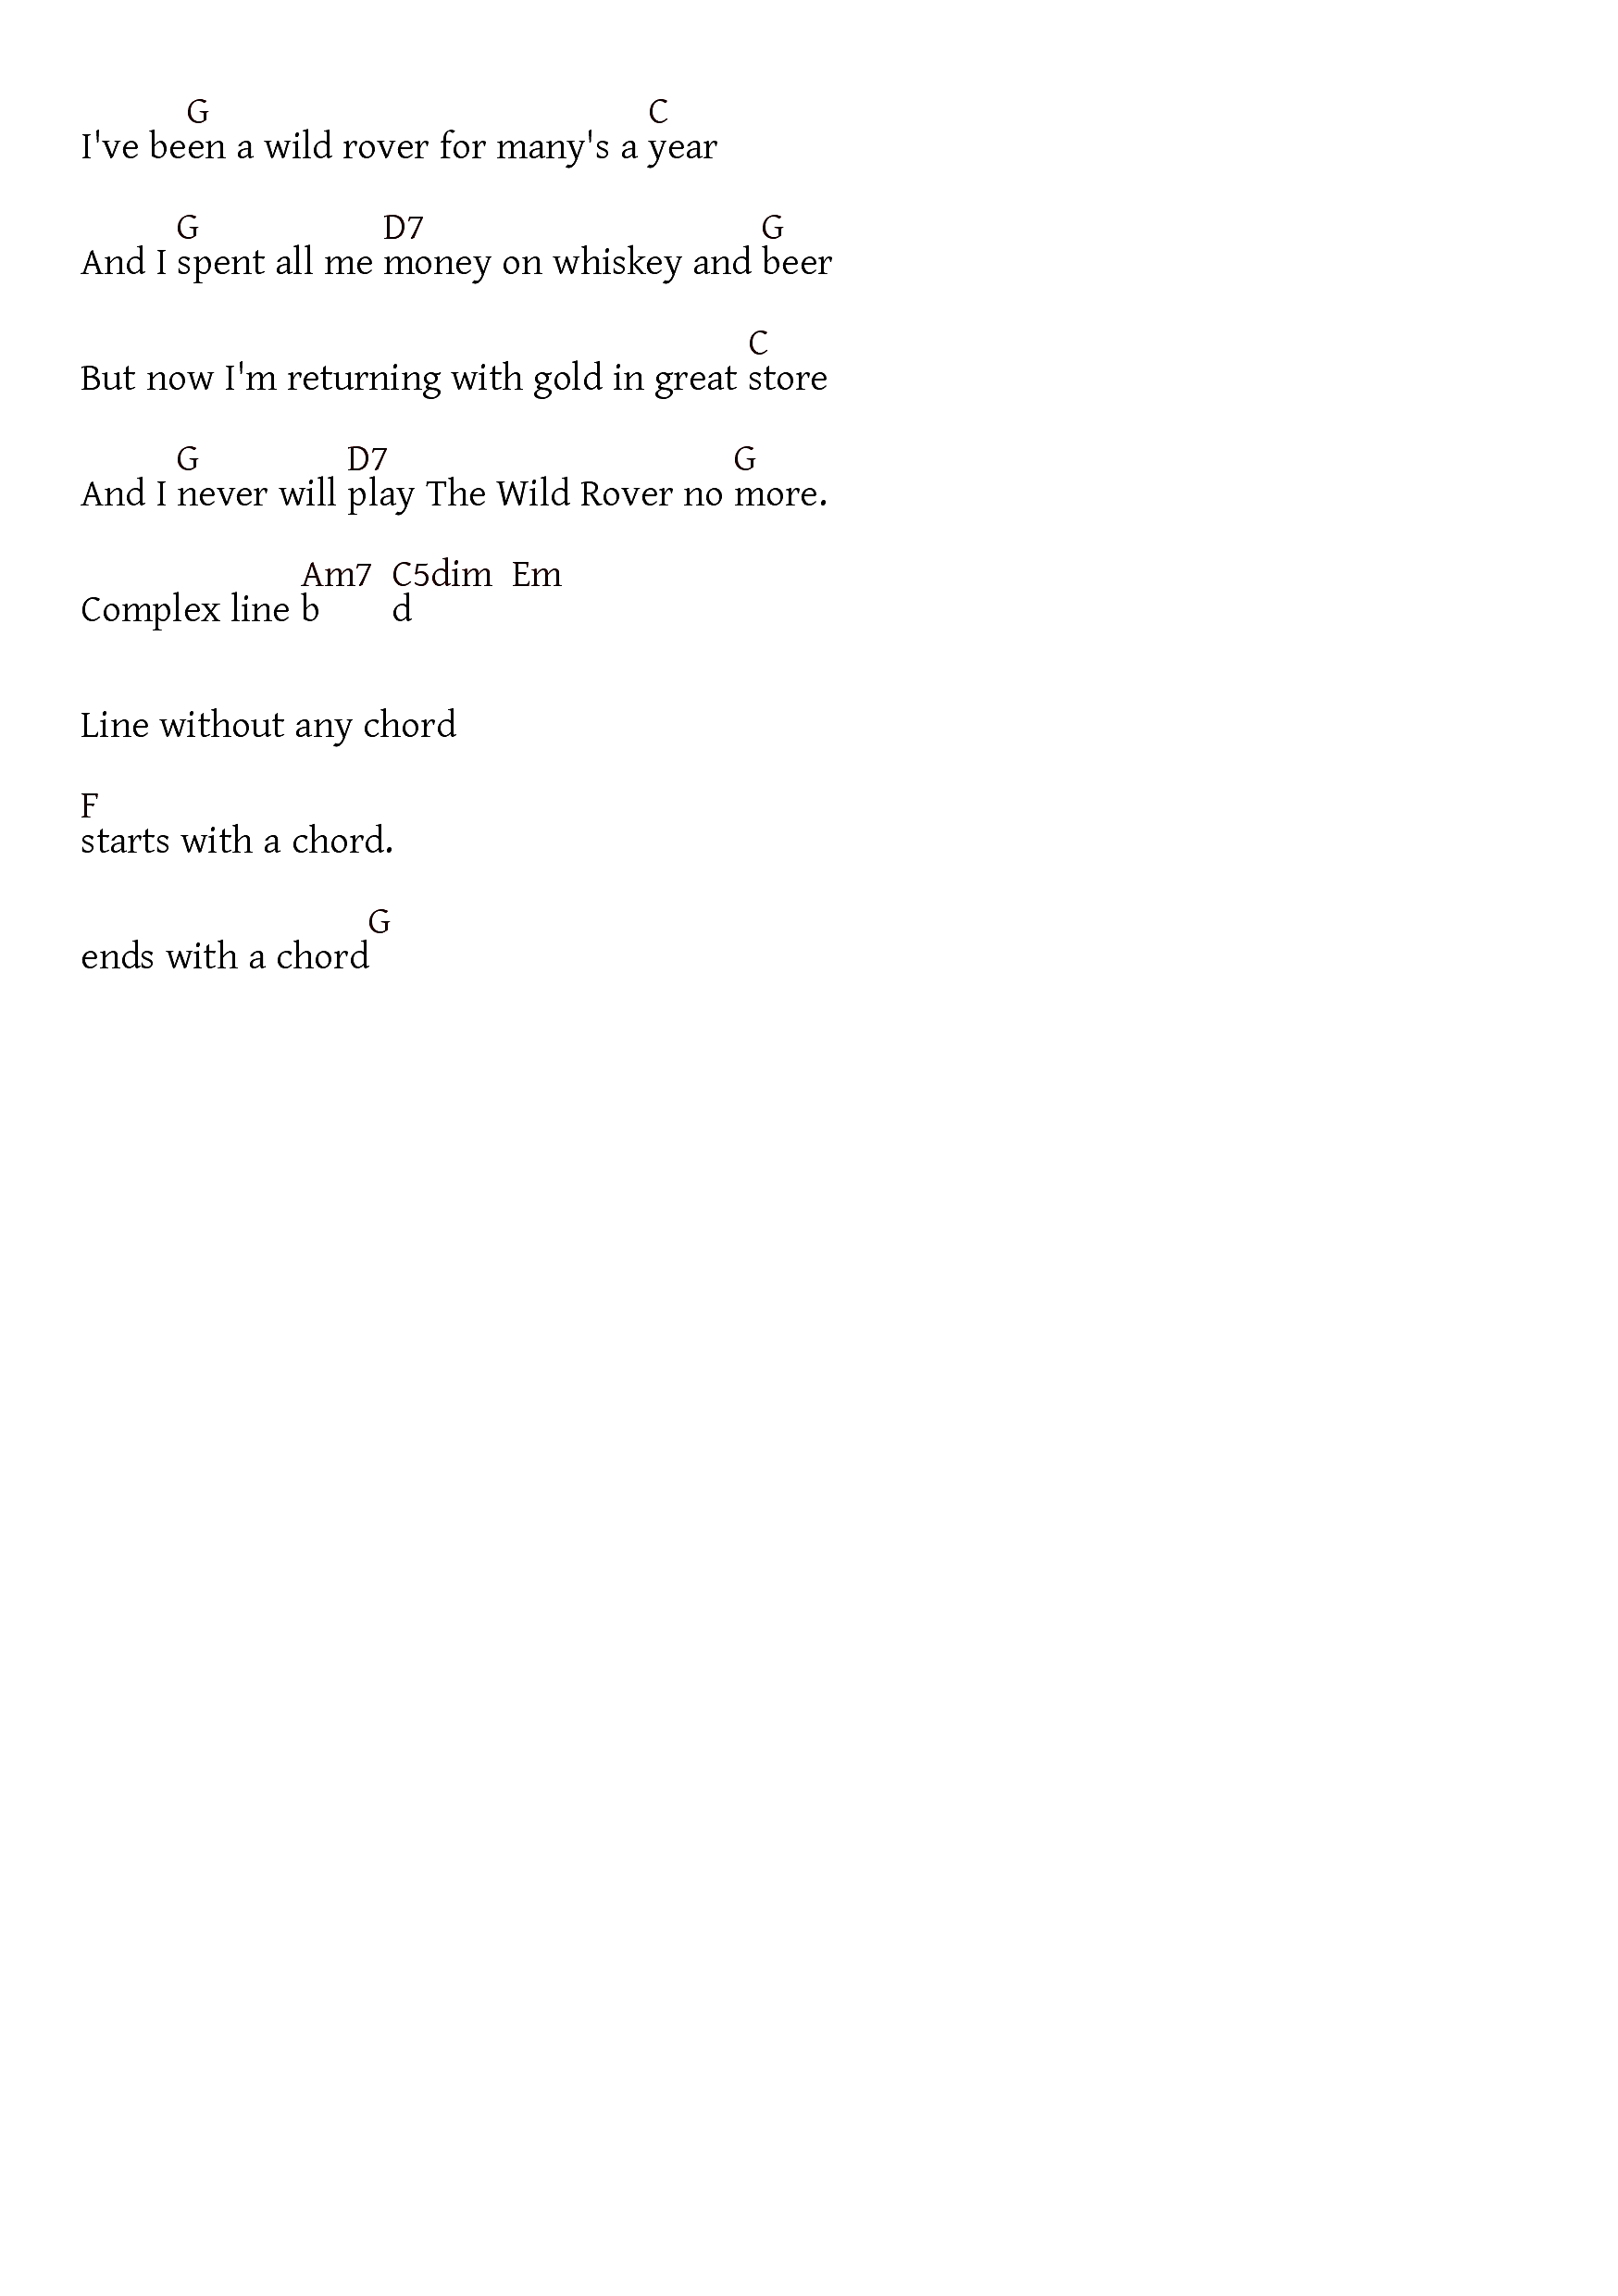 G C
I've been a wild rover for many's a year
G D7 G
And I spent all me money on whiskey and beer
C
But now I'm returning with gold in great store
G D7 G
And I never will play The Wild Rover no more.
Am7 C5dim Em
Complex line b d
Line without any chord
F
starts with a chord.
G
ends with a chord